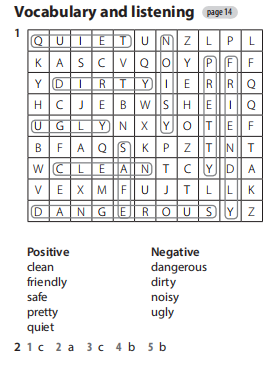 Vocabulary and listening page 14
1
Q U I E T U N Z L P L
K A S C V Q O Y P F F
Y D I R T Y I E R R Q
H C J E B W S H E I Q
U G L Y N X Y O T E F
B F A Q S K P Z T N T
W C L E A N T C Y D A
V E X M F U J T L L K
D A N G E R O U S Y Z
Positive
clean
friendly
safe
pretty
quiet
Negative
dangerous
dirty
noisy
ugly
2 1 c 2 a 3 c 4 b 5 b